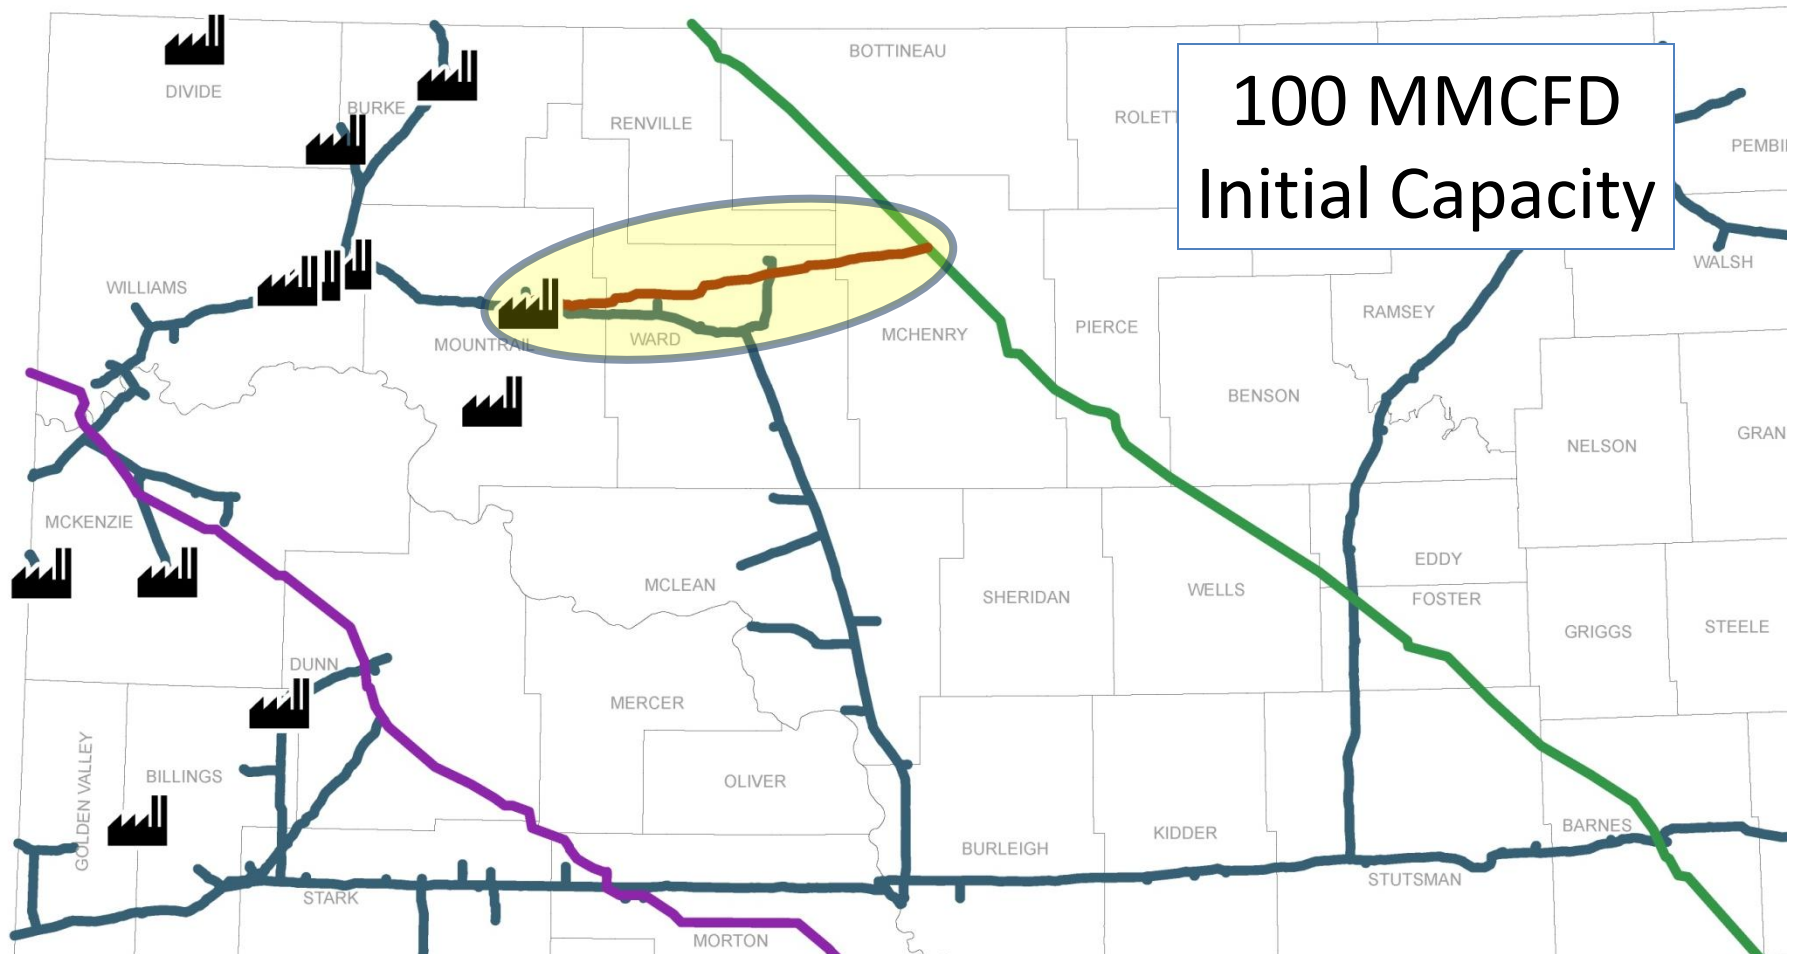 BOTTINEAU
DIVIDE
BURKE
RENVILLE
ROLETT
100 MMCFD
Initial Capacity
PEMBI
WALSH
WILLIAMS
RAMSEY
MOUNTRAIL
WARD
MCHENRY
PIERCE
BENSON
NELSON
GRAN
MCKENZIE
MCLEAN
SHERIDAN
WELLS
EDDY
FOSTER
GRIGGS
STEELE
DUNN
MERCER
GOLDEN VALLEY
BILLINGS
OLIVER
BURLEIGH
KIDDER
BARNES
STARK
STUTSMAN
MORTON